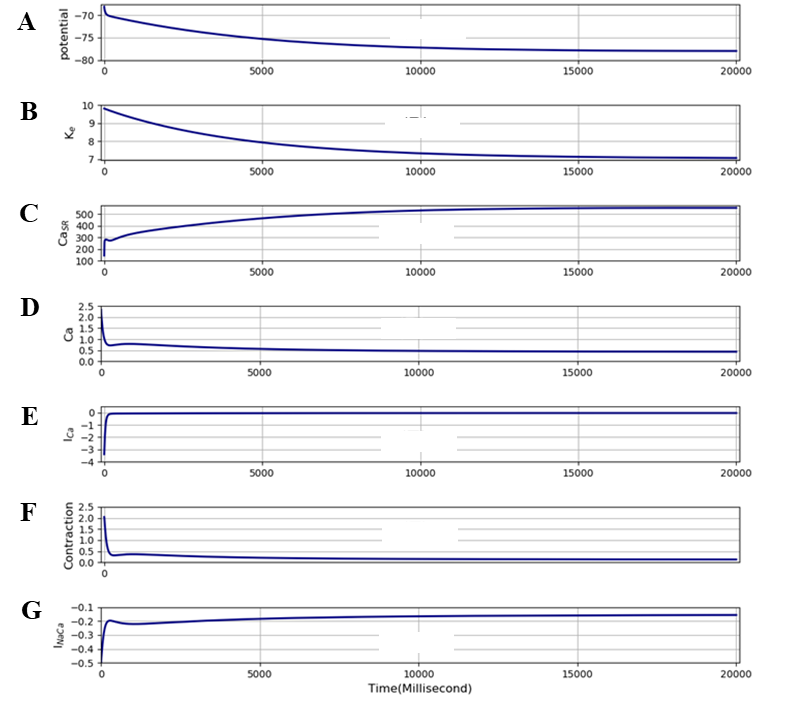 A
potential
−70
−75
−80
0 5000 10000 15000 20000
B
Ke
10
9
8
7
0 5000 10000 15000 20000
C
CaSR
500
400
300
200
100
0 5000 10000 15000 20000
D
Ca
2.5
2.0
1.5
1.0
0.5
0.0
0 5000 10000 15000 20000
E
ICa
0
−1
−2
−3
−4
0 5000 10000 15000 20000
F
Contraction
2.5
2.0
1.5
1.0
0.5
0.0
0
G
INaCa
−0.1
−0.2
−0.3
−0.4
−0.5
0 5000 10000 15000 20000
Time(Millisecond)